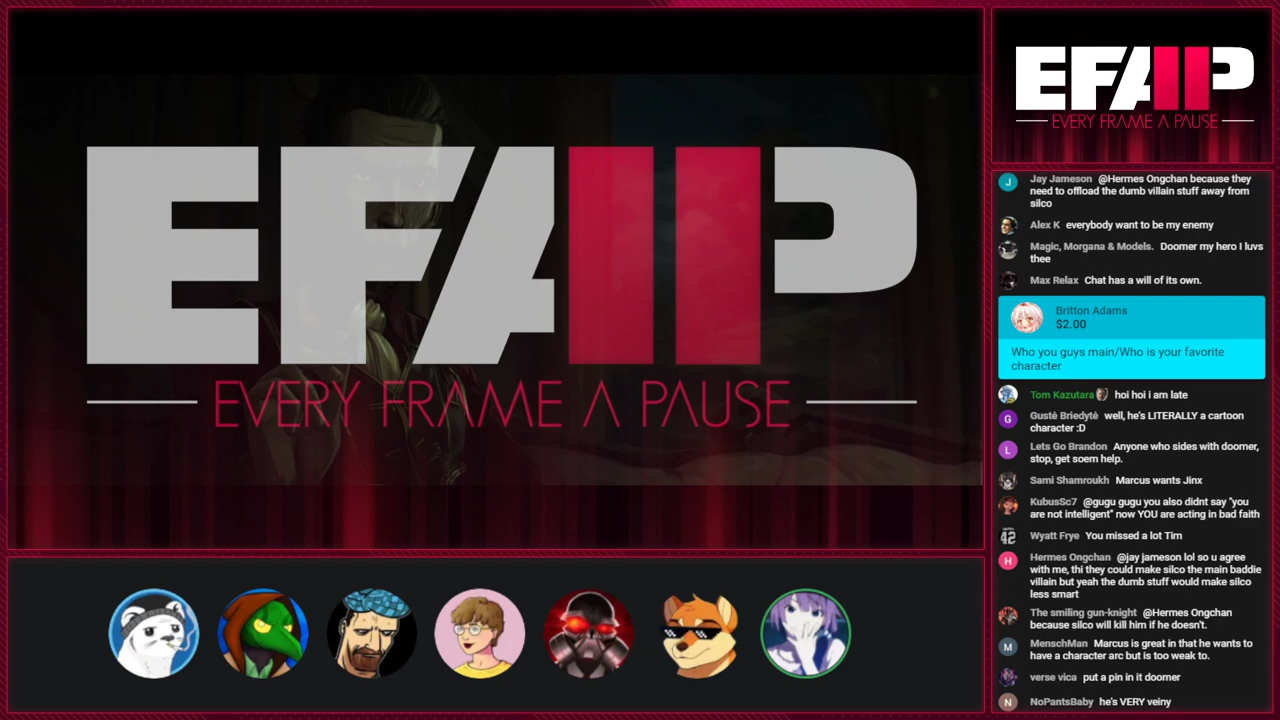 EFAP
EVERY FRAME A PAUSE
EFAP
EVERY FRAME A PAUSE
J
Jay Jameson @Hermes Ongchan because they
need to offload the dumb villain stuff away from
silco
Alex K everybody want to be my enemy
Magic, Morgana & Models. Doomer my hero I luvs
thee
Max Relax Chat has a will of its own.
Britton Adams
$2.00
Who you guys main/Who is your favorite
character
Tom Kazutara hoi hoi i am late
G
Gustė Briedytė well, he's LITERALLY a cartoon
character :D
L
Lets Go Brandon Anyone who sides with doomer,
stop, get soem help.
Sami Shamroukh Marcus wants Jinx
KubusSc7 @gugu gugu you also didnt say "you
are not intelligent" now YOU are acting in bad faith
42
Wyatt Frye You missed a lot Tim
H
Hermes Ongchan @jay jameson lol so u agree
with me, thi they could make silco the main baddie
villain but yeah the dumb stuff would make silco
less smart
The smiling gun-knight @Hermes Ongchan
because silco will kill him if he doesn't.
M
MenschMan Marcus is great in that he wants to
have a character arc but is too weak to.
verse vica put a pin in it doomer
N
NoPantsBaby he's VERY veiny